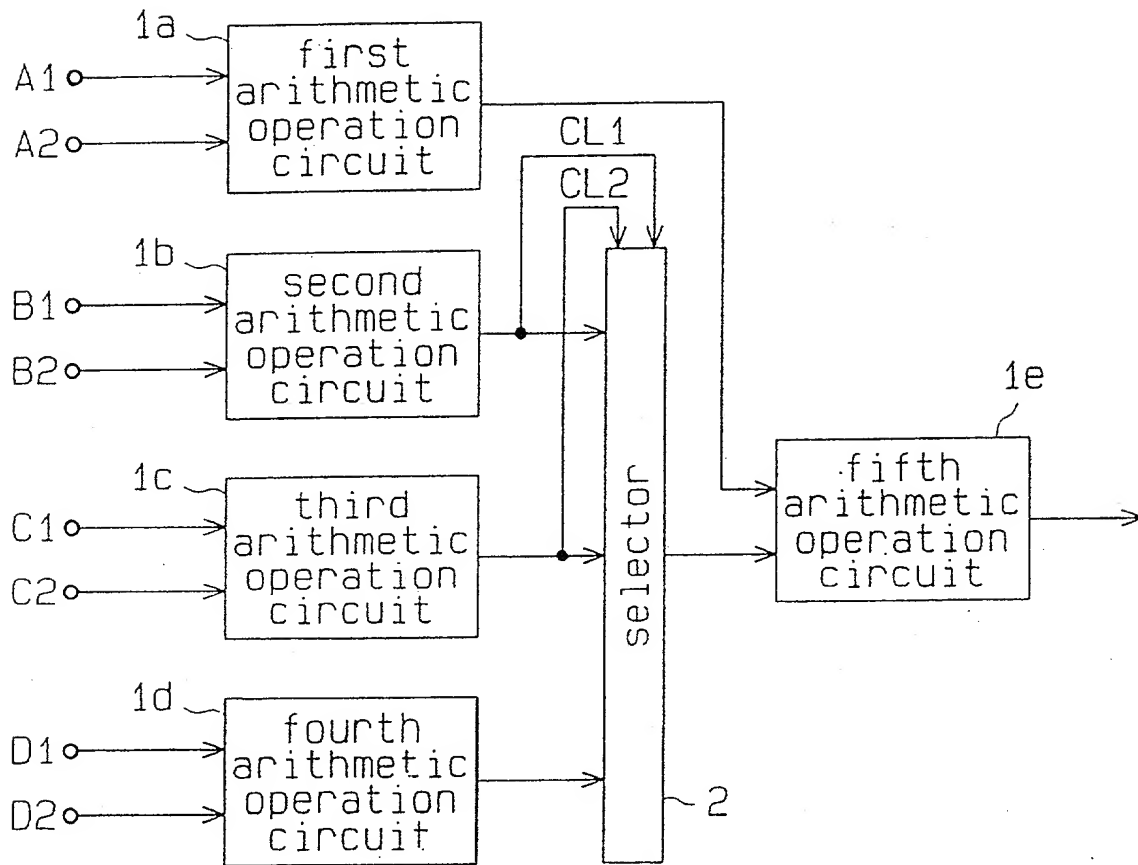 1a
first
arithmetic
operation
circuit
A1
A2
CL1
CL2
1b
second
arithmetic
operation
circuit
B1
B2
1e
fifth
arithmetic
operation
circuit
1c
third
arithmetic
operation
circuit
C1
C2
selector
1d
fourth
arithmetic
operation
circuit
D1
D2
2